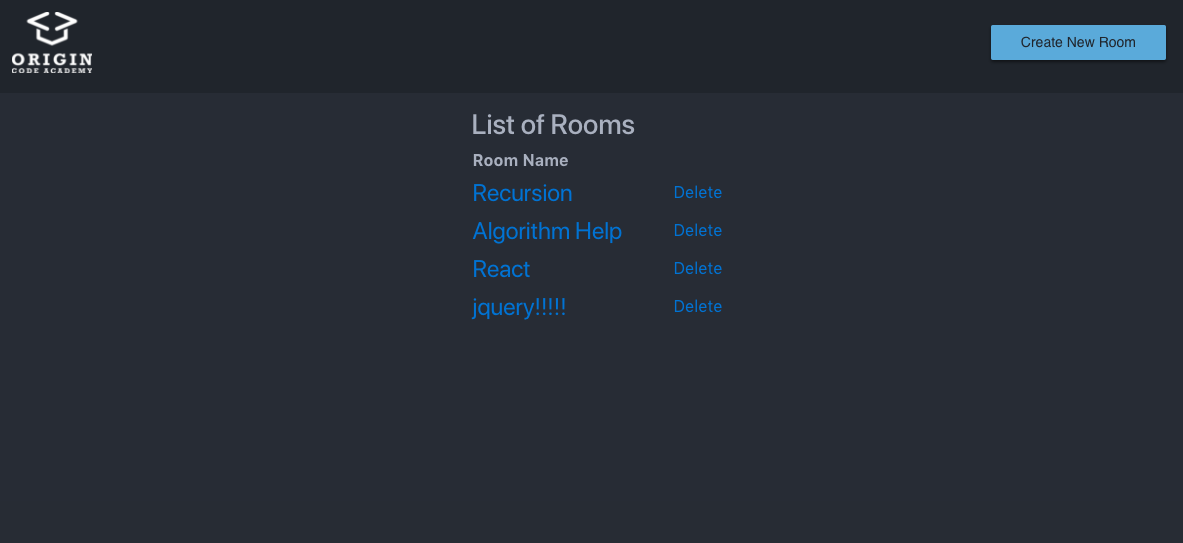 ORIGIN
CODE ACADEMY
Create New Room
List of Rooms
Room Name
Recursion Delete
Algorithm Help Delete
React Delete
jquery!!!!! Delete